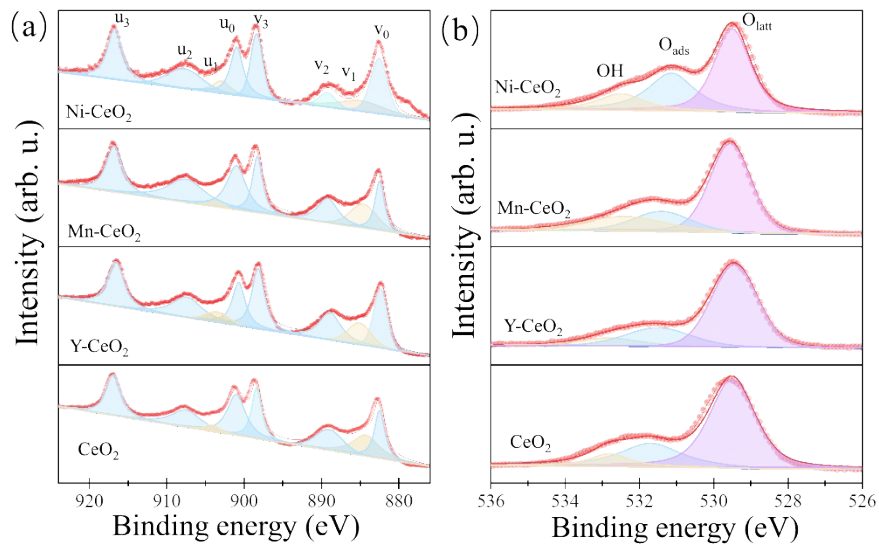 (a)
u3
u2
u1
u0
v3
v2
v1
v0
Ni-CeO2
Mn-CeO2
Y-CeO2
CeO2
Intensity (arb. u.)
920 910 900 890 880
Binding energy (eV)
(b)
OH
Oads
Olatt
Ni-CeO2
Mn-CeO2
Y-CeO2
CeO2
Intensity (arb. u.)
536 534 532 530 528 526
Binding energy (eV)